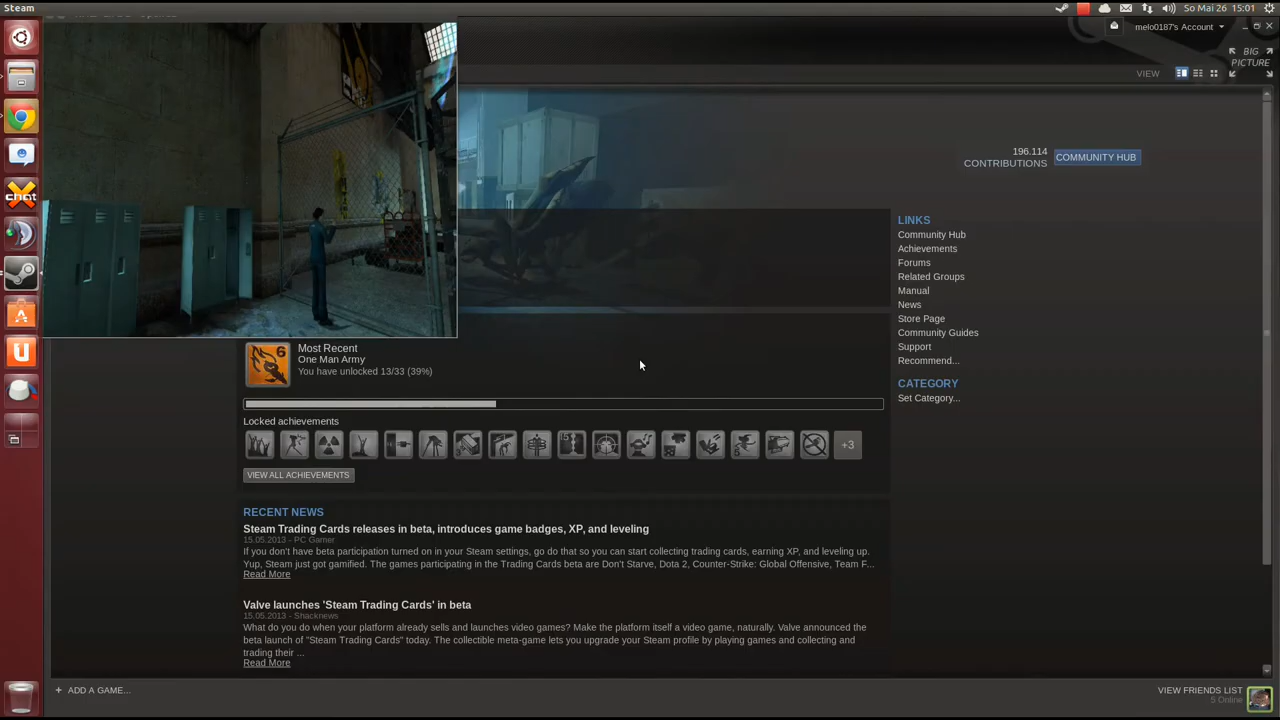 Steam
So Mai 26 15:01
melo0187's Account
BIG
PICTURE
VIEW
196.114
CONTRIBUTIONS
COMMUNITY HUB
LINKS
Community Hub
Achievements
Forums
Related Groups
Manual
News
Store Page
Community Guides
Support
Recommend...
CATEGORY
Set Category...
6
Most Recent
One Man Army
You have unlocked 13/33 (39%)
Locked achievements
+3
VIEW ALL ACHIEVEMENTS
RECENT NEWS
Steam Trading Cards releases in beta, introduces game badges, XP, and leveling
15.05.2013 - PC Gamer
If you don't have beta participation turned on in your Steam settings, go do that so you can start collecting trading cards, earning XP, and leveling up.
Yup, Steam just got gamified. The games participating in the Trading Cards beta are Don't Starve, Dota 2, Counter-Strike: Global Offensive, Team F...
Read More
Valve launches 'Steam Trading Cards' in beta
15.05.2013 - Shacknews
What do you do when your platform already sells and launches video games? Make the platform itself a video game, naturally. Valve announced the
beta launch of "Steam Trading Cards" today. The collectible meta-game lets you upgrade your Steam profile by playing games and collecting and
trading their ...
Read More
+ ADD A GAME...
VIEW FRIENDS LIST
5 Online
chat